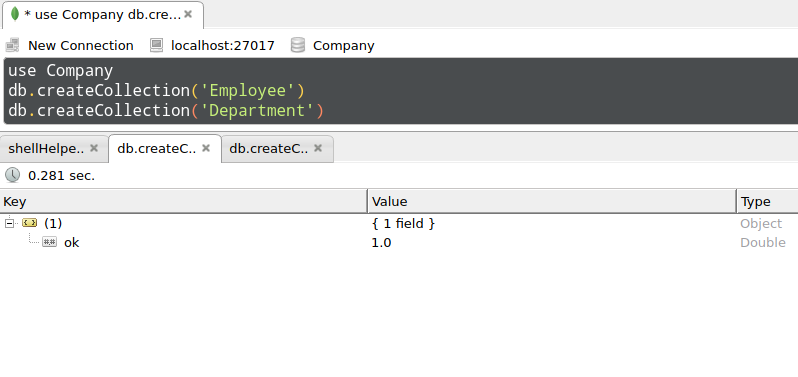 * use Company db.cre...
New Connection localhost:27017 Company
use Company
db.createCollection('Employee')
db.createCollection('Department')
shellHelpe.. db.createC.. db.createC..
0.281 sec.
Key Value Type
(1) { 1 field } Object
ok 1.0 Double